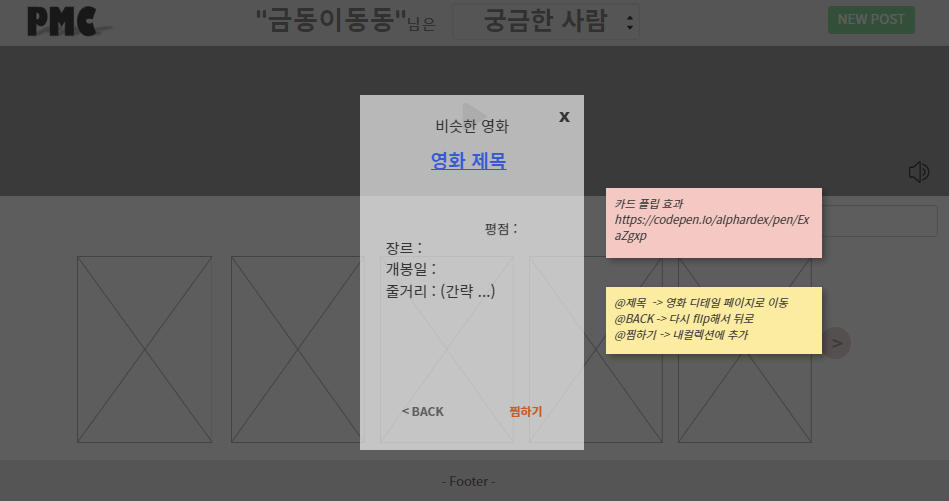 PMC
"금동이동동"님은
궁금한 사람
NEW POST
X
비슷한 영화
영화 제목
평점 :
장르 :
개봉일 :
줄거리 : (간략 ...)
< BACK
찜하기
카드 플립 효과
https://codepen.io/alphardex/pen/Ex
aZgxp
@제목 -> 영화 디테일 페이지로 이동
@BACK -> 다시 flip해서 뒤로
@찜하기 -> 내컬렉션에 추가
>
- Footer -